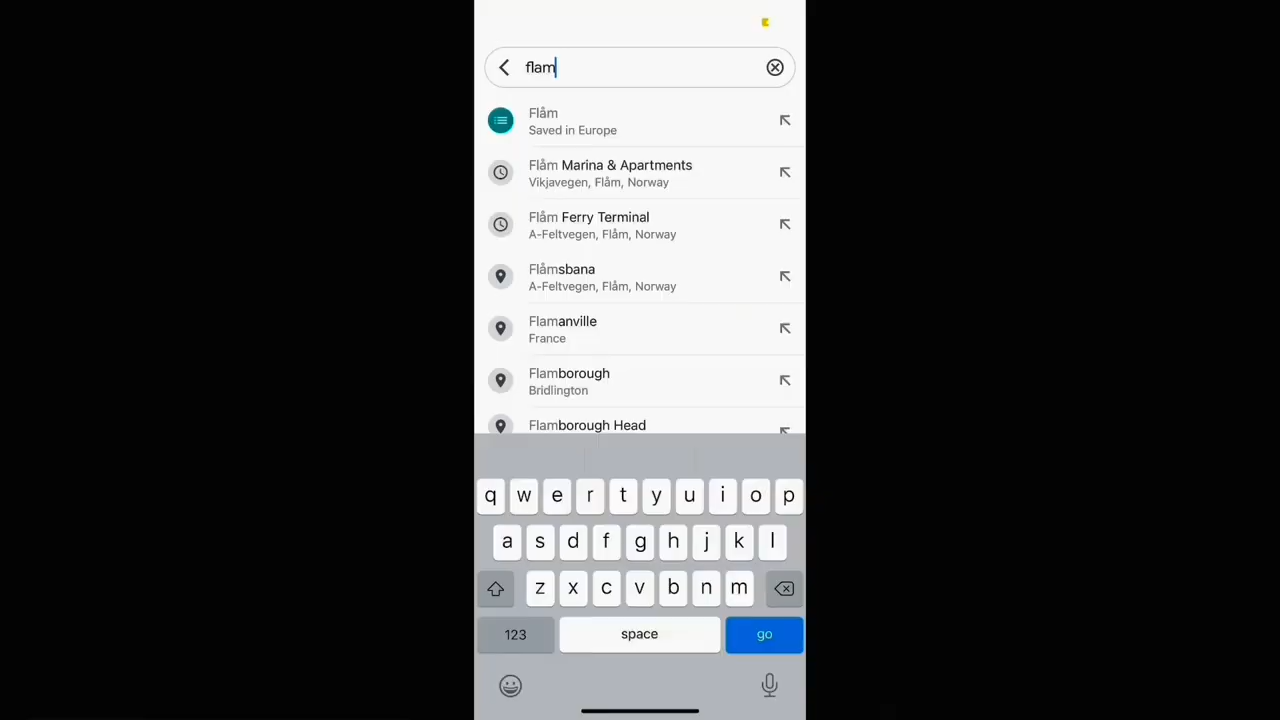 flam
Flåm
Saved in Europe
Flåm Marina & Apartments
Vikjavegen, Flåm, Norway
Flåm Ferry Terminal
A-Feltvegen, Flåm, Norway
Flåmsbana
A-Feltvegen, Flåm, Norway
Flamanville
France
Flamborough
Bridlington
Flamborough Head
q w e r t y u i o p
a s d f g h j k l
z x c v b n m
123 space go